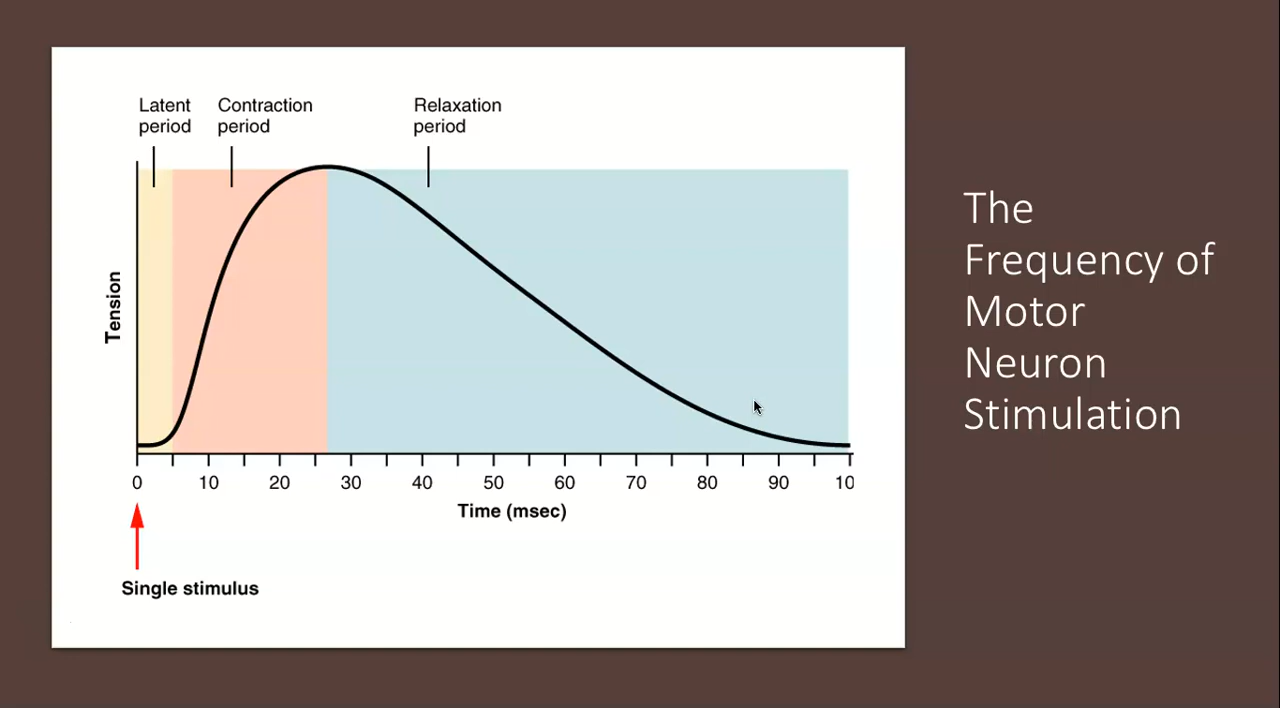 Latent period
Contraction period
Relaxation period
Tension
0 10 20 30 40 50 60 70 80 90 10
Time (msec)
Single stimulus
The
Frequency of
Motor
Neuron
Stimulation